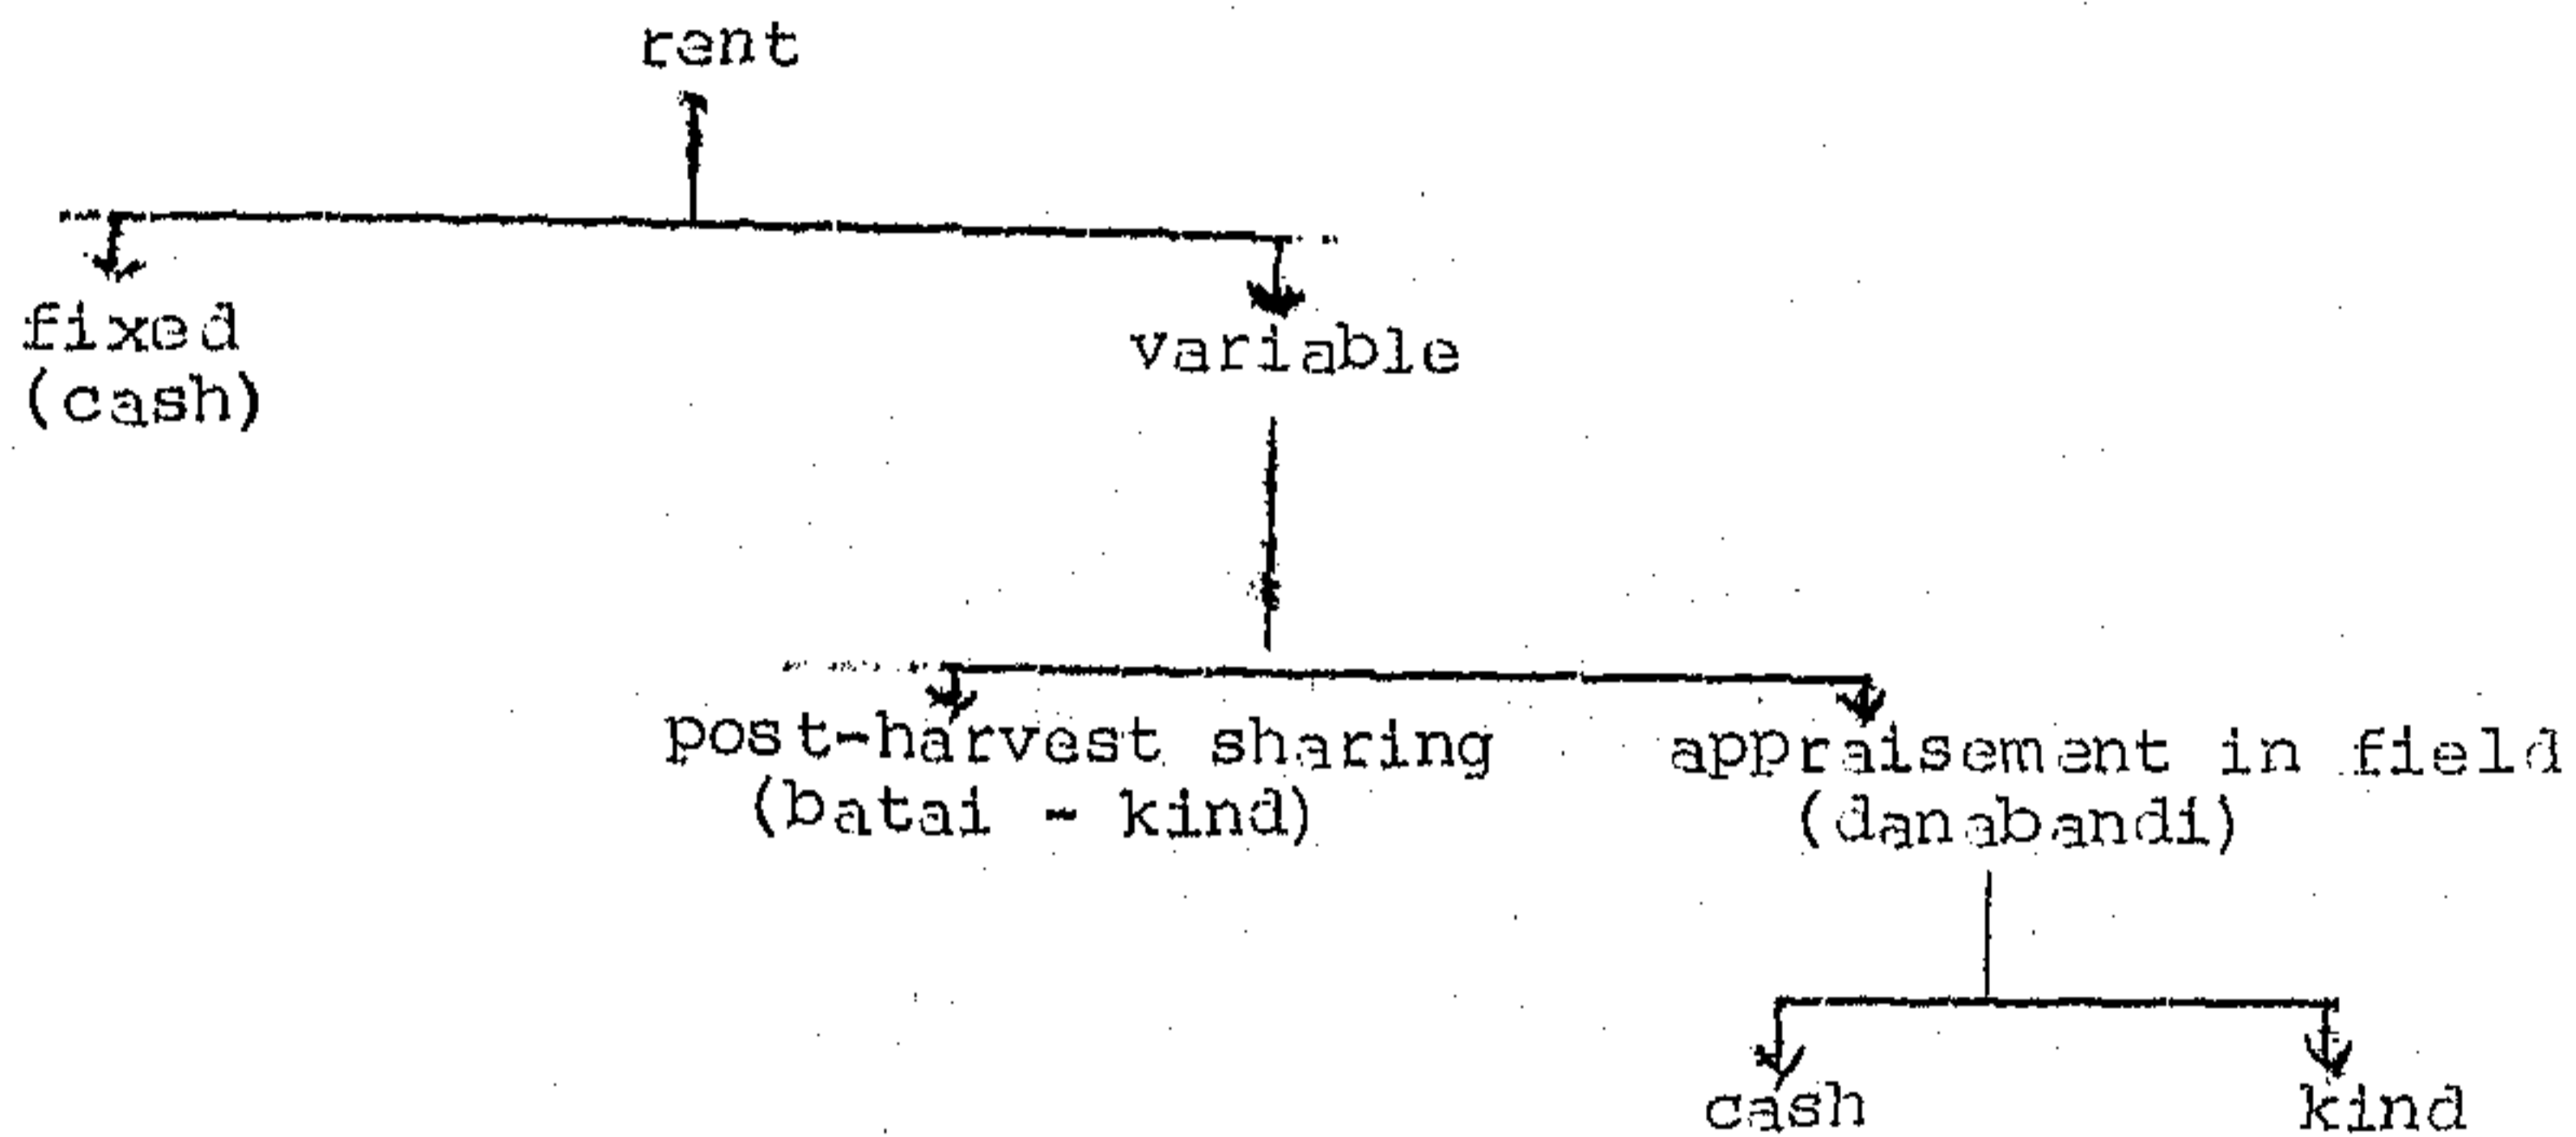 rent
fixed
(cash)
variable
post-harvest sharing
(batai - kind)
appraisement in field
(danabandi)
cash
kind